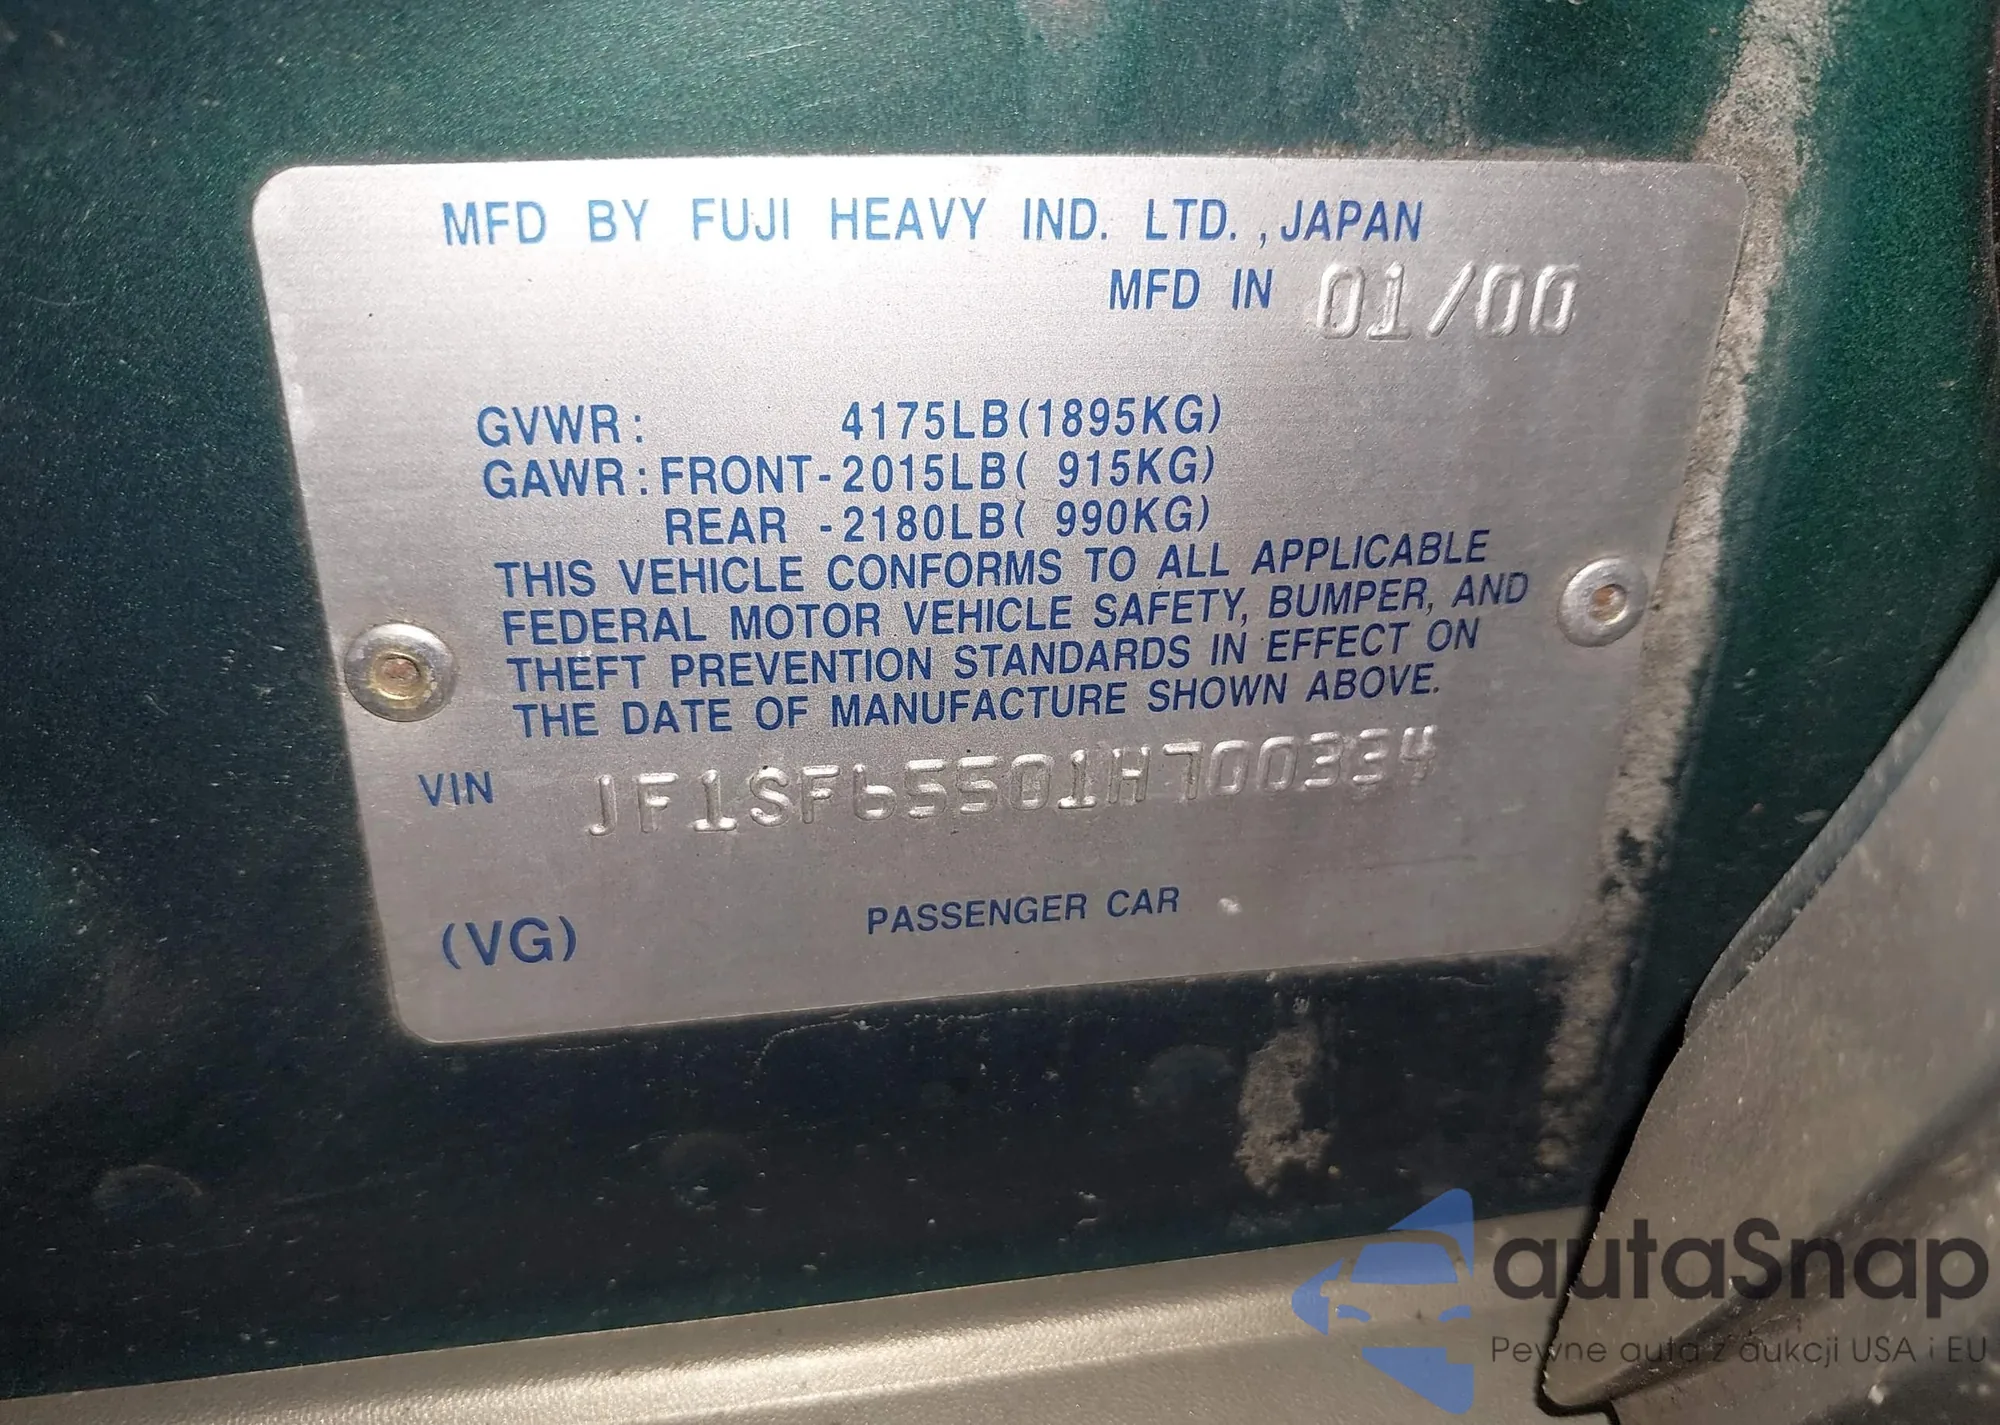 MFD BY FUJI HEAVY IND. LTD. , JAPAN
MFD IN 01/00
GVWR: 4175LB(1895KG)
GAWR:FRONT-2015LB( 915KG)
REAR -2180LB( 990KG)
THIS VEHICLE CONFORMS TO ALL APPLICABLE
FEDERAL MOTOR VEHICLE SAFETY, BUMPER, AND
THEFT PREVENTION STANDARDS IN EFFECT ON
THE DATE OF MANUFACTURE SHOWN ABOVE.
VIN JF1SF65501H700334
(VG) PASSENGER CAR
autaSnap
Pewne auta z aukcji USA i EU